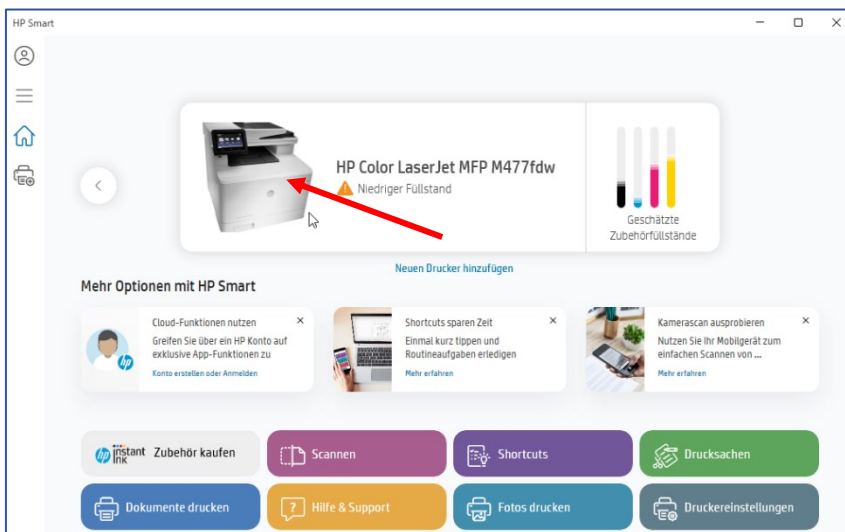 HP Smart
HP Color LaserJet MFP M477fdw
Niedriger Füllstand
Geschätzte
Zubehörfüllstände
Neuen Drucker hinzufügen
Mehr Optionen mit HP Smart
Cloud-Funktionen nutzen
Greifen Sie über ein HP Konto auf
exklusive App-Funktionen zu
Konto erstellen oder Anmelden
hp
Shortcuts sparen Zeit
Einmal kurz tippen und
Routineaufgaben erledigen
Mehr erfahren
Kamerascan ausprobieren
Nutzen Sie Ihr Mobilgerät zum
einfachen Scannen von ...
Mehr erfahren
hp instant ink Zubehör kaufen
Scannen
Shortcuts
Drucksachen
Dokumente drucken
Hilfe & Support
Fotos drucken
Druckereinstellungen